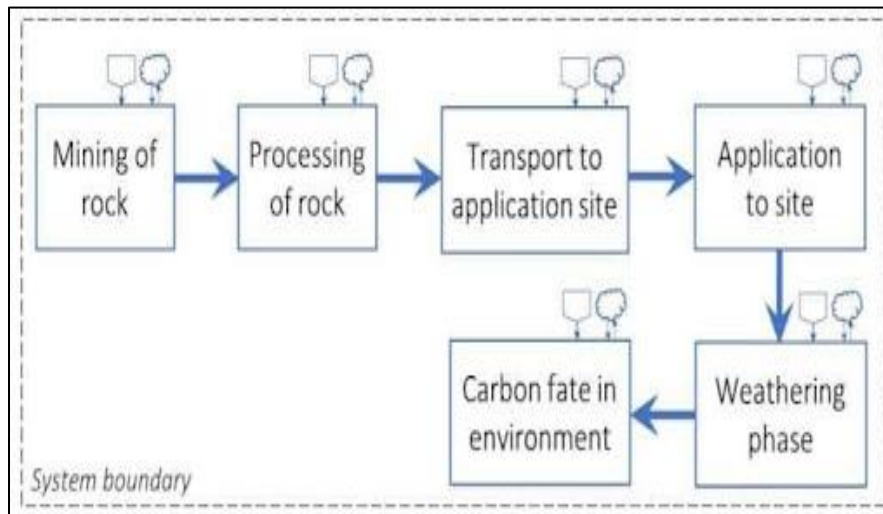 Mining of
rock
Processing
of rock
Transport to
application site
Application
to site
Weathering
phase
Carbon fate in
environment
System boundary